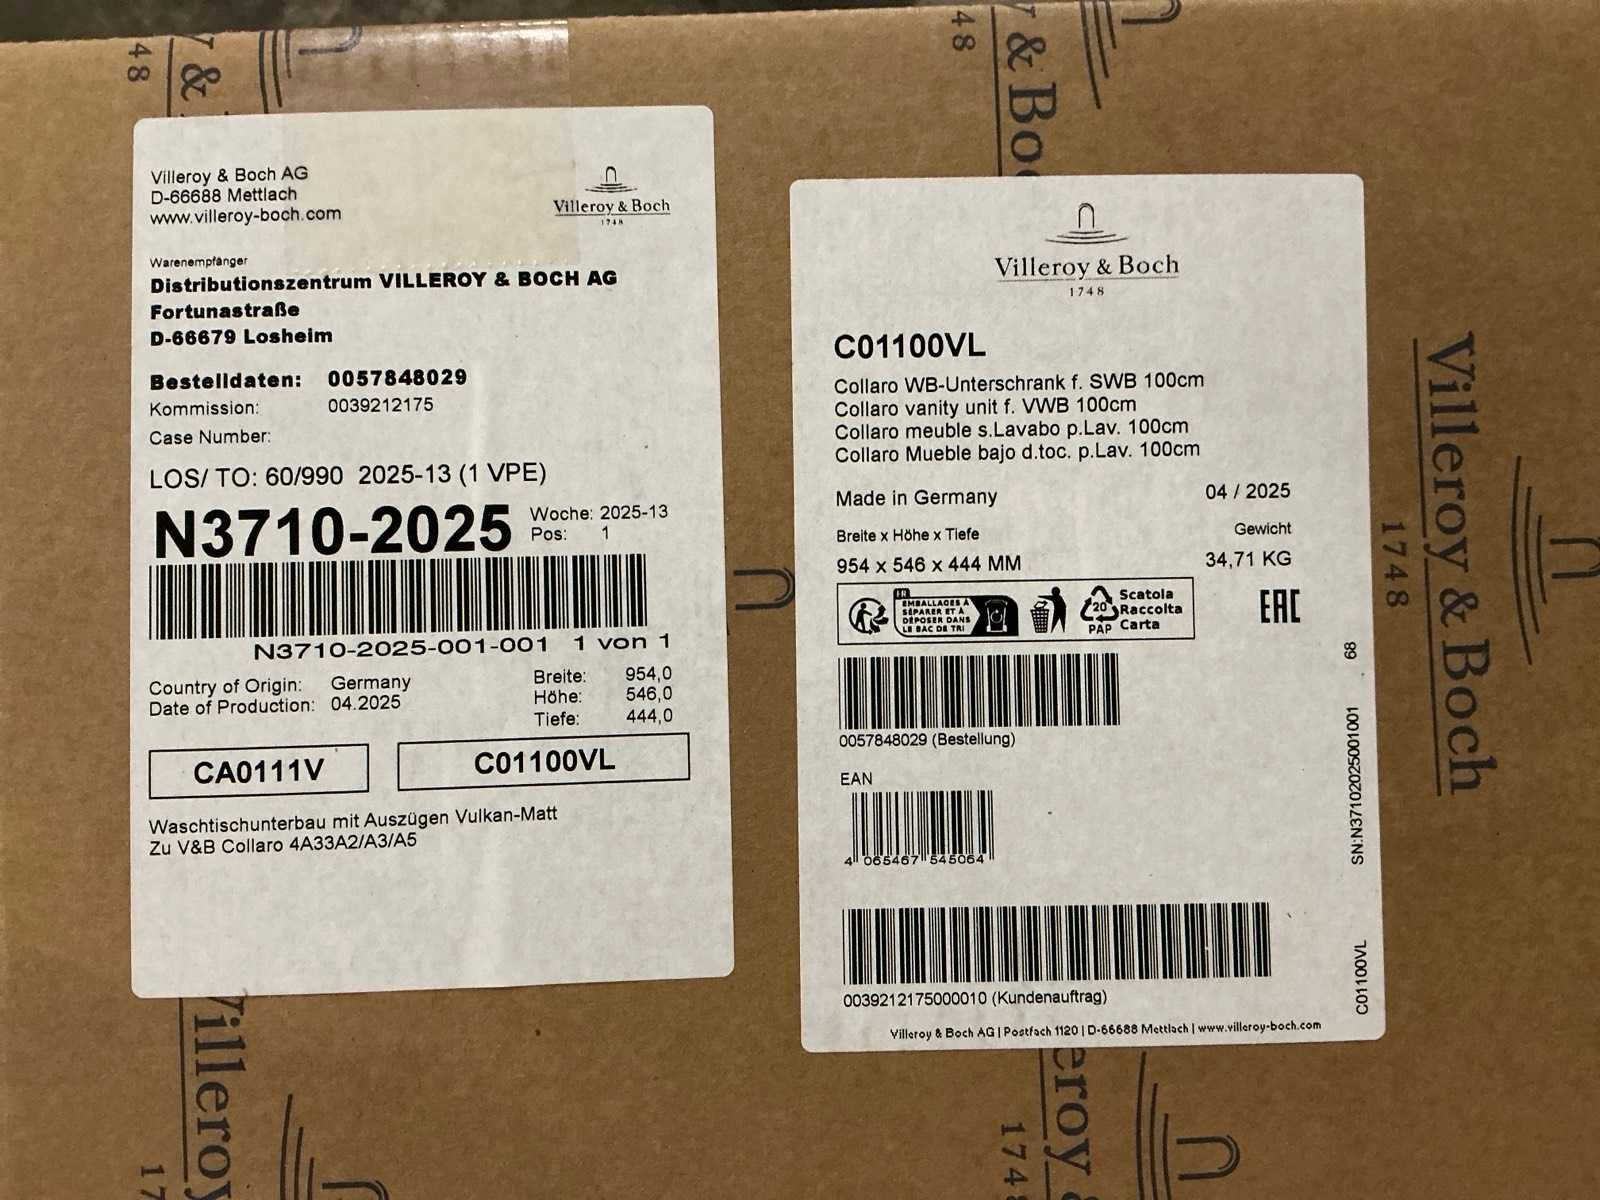 Villeroy & Boch AG
D-66688 Mettlach
www.villeroy-boch.com
Villeroy & Boch
1748
Warenempfänger
Distributionszentrum VILLEROY & BOCH AG
Fortunastraße
D-66679 Losheim
Bestelldaten: 0057848029
Kommission: 0039212175
Case Number:
LOS/ TO: 60/990 2025-13 (1 VPE)
N3710-2025
Woche: 2025-13
Pos: 1
N3710-2025-001-001 1 von 1
Country of Origin: Germany
Date of Production: 04.2025
Breite: 954,0
Höhe: 546,0
Tiefe: 444,0
CA0111V
C01100VL
Waschtischunterbau mit Auszügen Vulkan-Matt
Zu V&B Collaro 4A33A2/A3/A5
Villeroy & Boch
1748
C01100VL
Collaro WB-Unterschrank f. SWB 100cm
Collaro vanity unit f. VWB 100cm
Collaro meuble s.Lavabo p.Lav. 100cm
Collaro Mueble bajo d.toc. p.Lav. 100cm
Made in Germany
04 / 2025
Breite x Höhe x Tiefe
Gewicht
954 x 546 x 444 MM
34,71 KG
FR
EMBALLAGES À
SÉPARER ET À
DÉPOSER DANS
LE BAC DE TRI
20
PAP
Scatola
Raccolta
Carta
EAC
0057848029 (Bestellung)
EAN
4 065467 545064
0039212175000010 (Kundenauftrag)
Villeroy & Boch AG | Postfach 1120 | D-66688 Mettlach | www.villeroy-boch.com
68
SN:N37102025001001
C01100VL
Villeroy & Boch
1748
48
y &
48
y & Bo
Villeroy
17
eroy
174